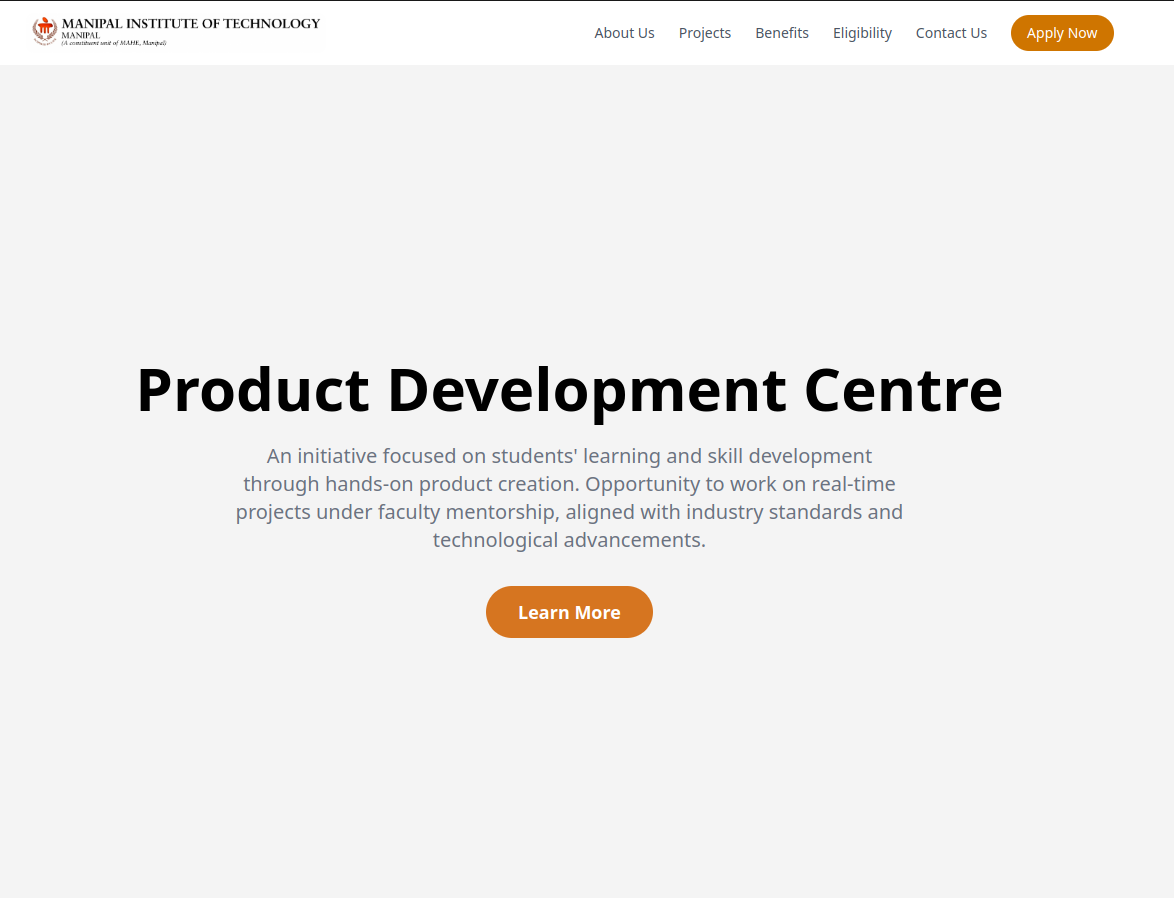 MANIPAL INSTITUTE OF TECHNOLOGY
MANIPAL
(A constituent unit of MAHE, Manipal)
About Us Projects Benefits Eligibility Contact Us Apply Now
Product Development Centre
An initiative focused on students' learning and skill development
through hands-on product creation. Opportunity to work on real-time
projects under faculty mentorship, aligned with industry standards and
technological advancements.
Learn More